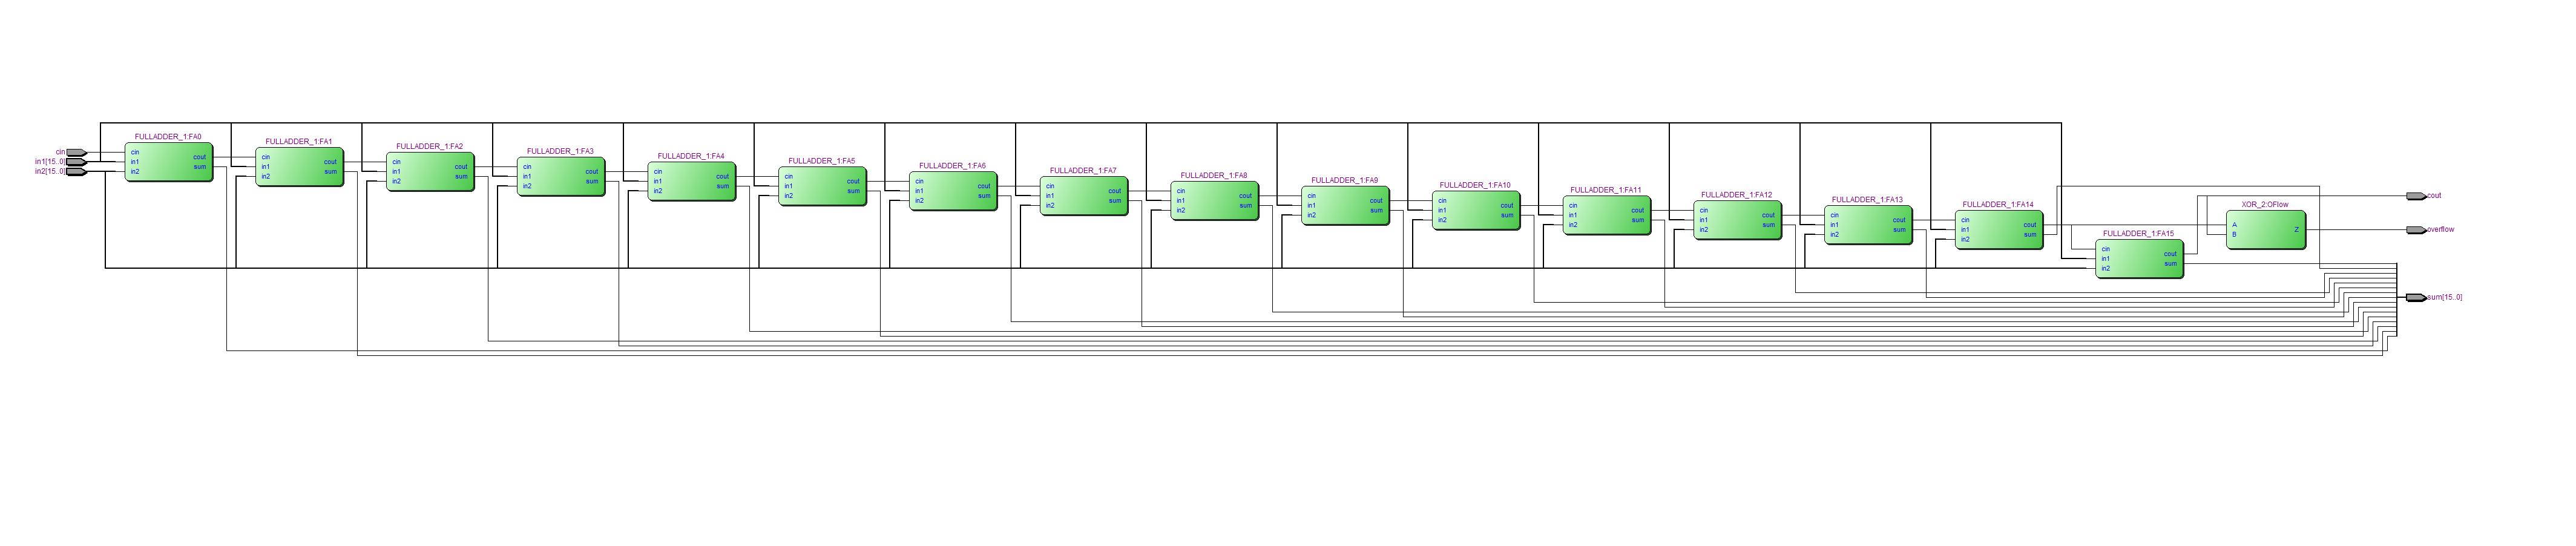 cin
in1[15..0]
in2[15..0]
FULLADDER_1:FA0
cin
in1
in2
cout
sum
FULLADDER_1:FA1
cin
in1
in2
cout
sum
FULLADDER_1:FA2
cin
in1
in2
cout
sum
FULLADDER_1:FA3
cin
in1
in2
cout
sum
FULLADDER_1:FA4
cin
in1
in2
cout
sum
FULLADDER_1:FA5
cin
in1
in2
cout
sum
FULLADDER_1:FA6
cin
in1
in2
cout
sum
FULLADDER_1:FA7
cin
in1
in2
cout
sum
FULLADDER_1:FA8
cin
in1
in2
cout
sum
FULLADDER_1:FA9
cin
in1
in2
cout
sum
FULLADDER_1:FA10
cin
in1
in2
cout
sum
FULLADDER_1:FA11
cin
in1
in2
cout
sum
FULLADDER_1:FA12
cin
in1
in2
cout
sum
FULLADDER_1:FA13
cin
in1
in2
cout
sum
FULLADDER_1:FA14
cin
in1
in2
cout
sum
FULLADDER_1:FA15
cin
in1
in2
cout
sum
XOR_2:OFlow
A
B
Z
cout
overflow
sum[15..0]